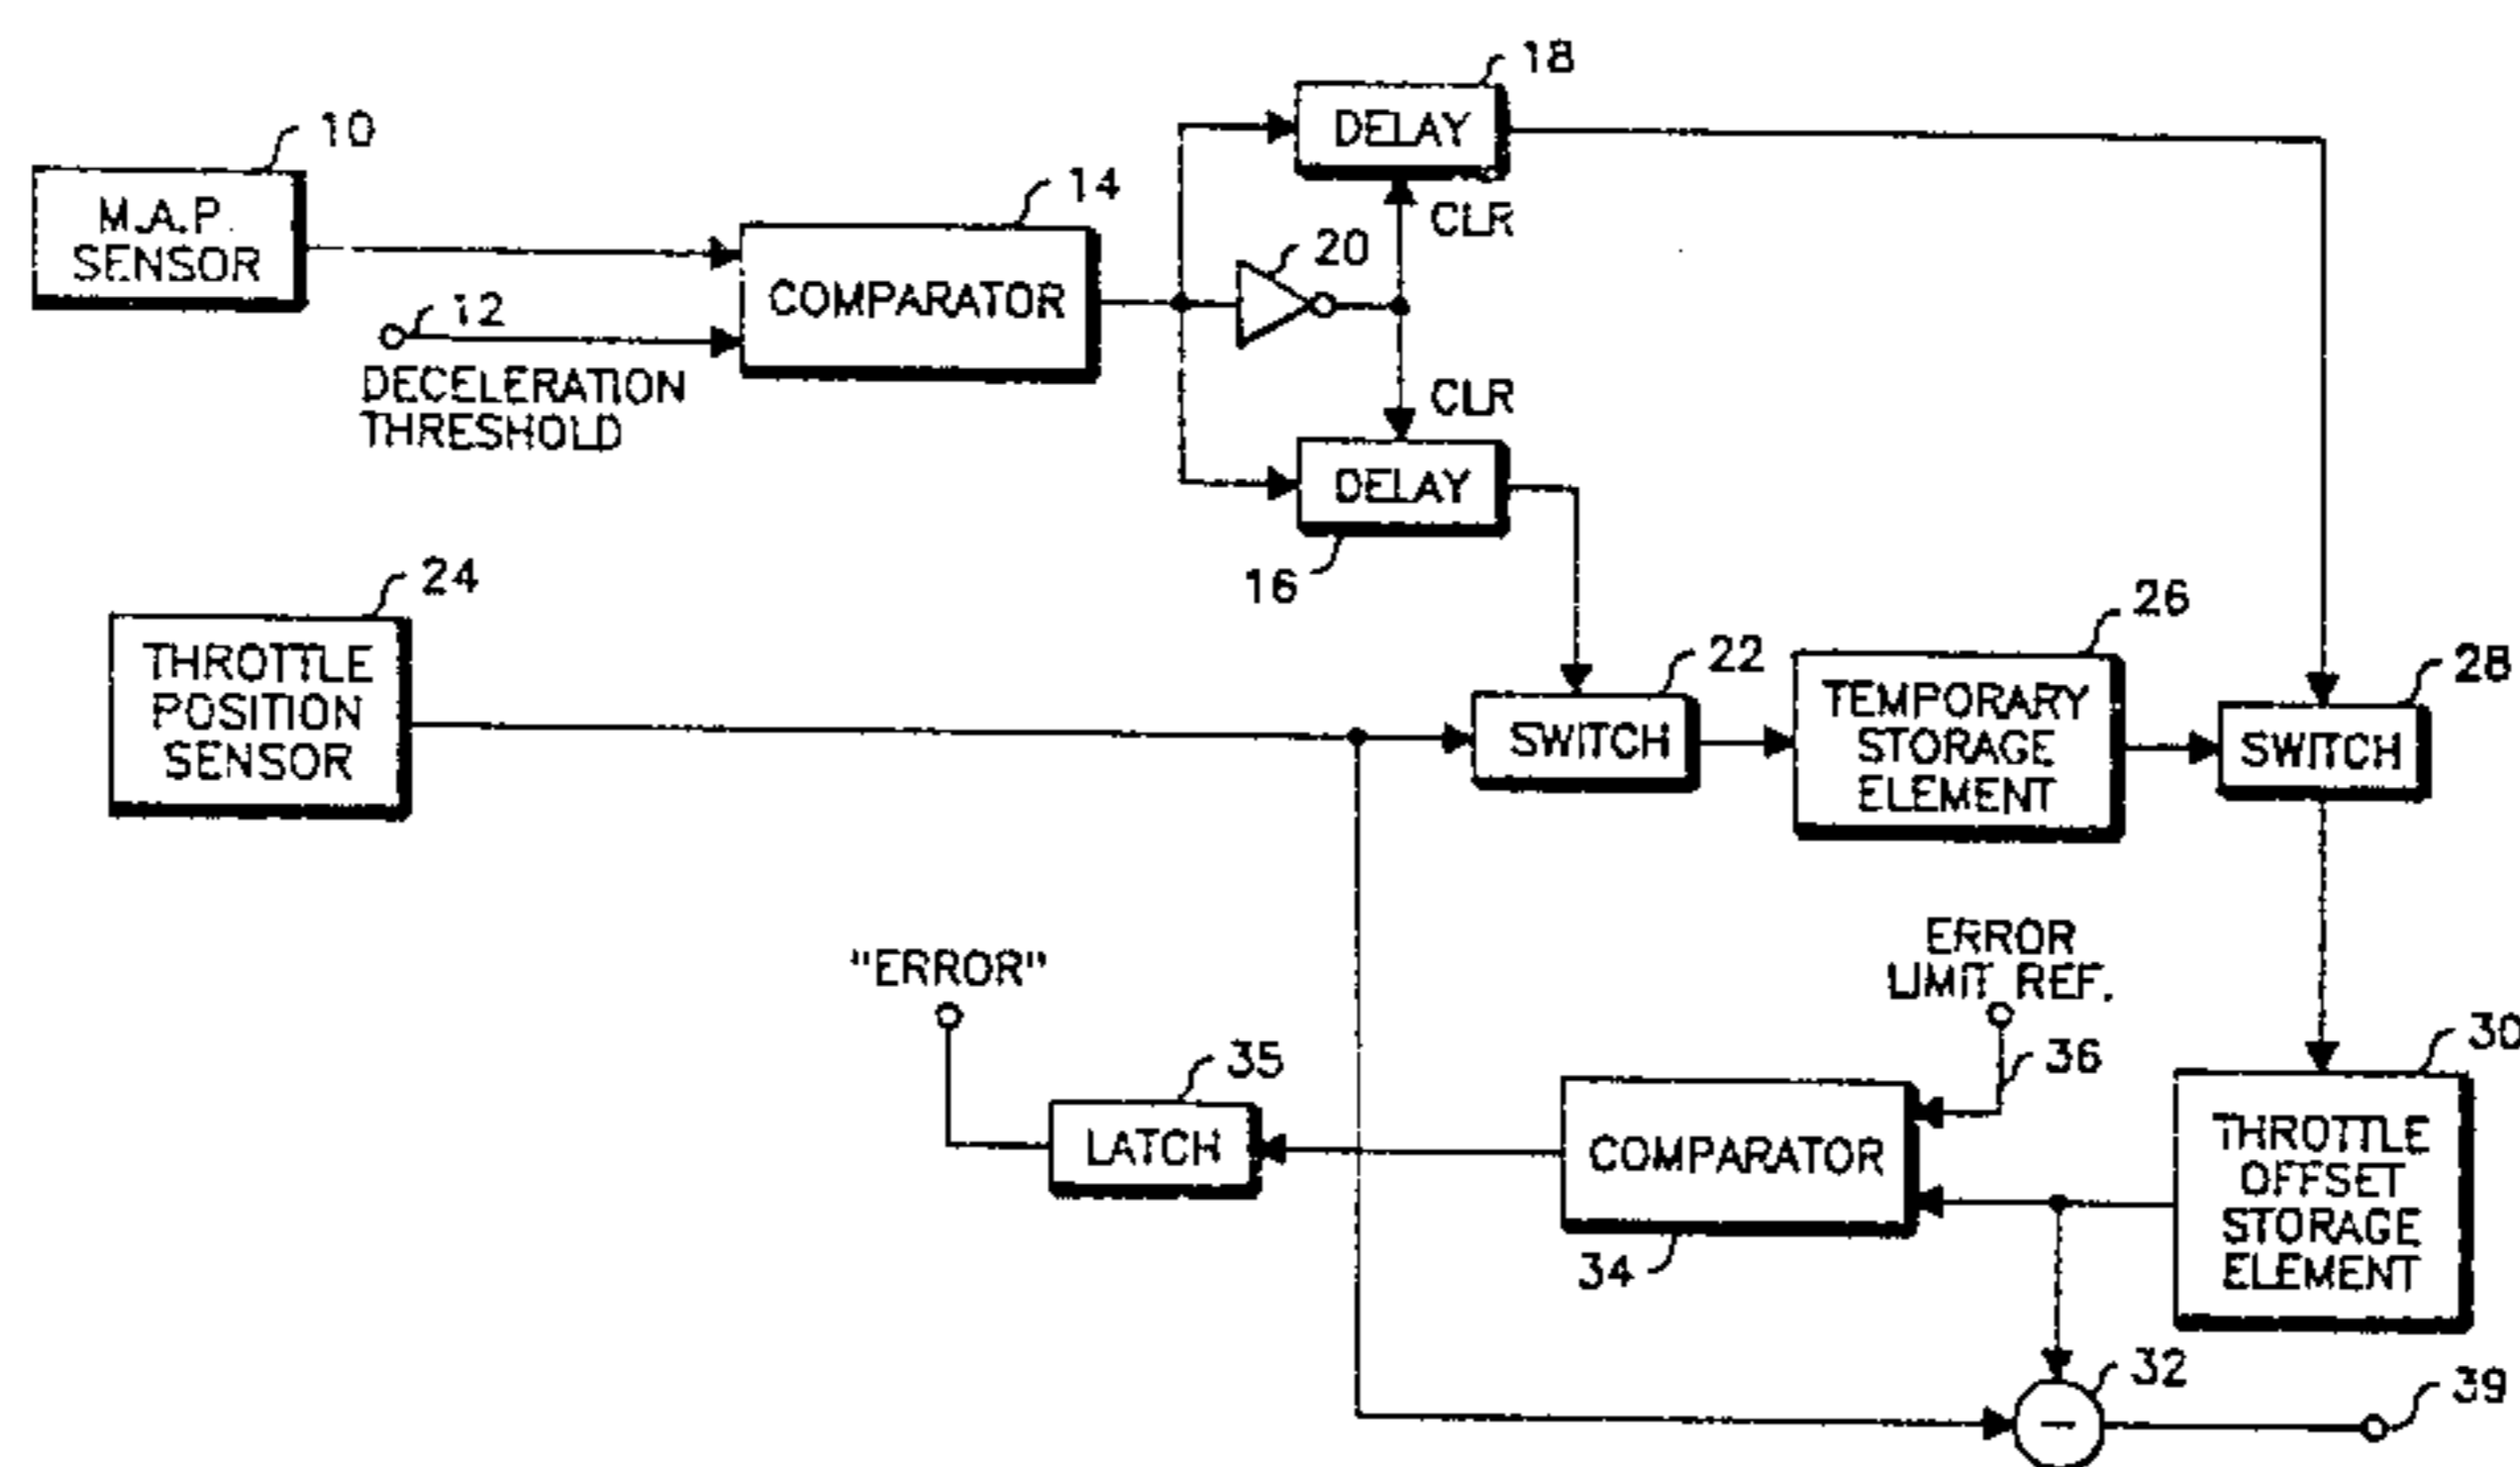 18
DELAY
10
M.A.P.
SENSOR
14
CLR
20
COMPARATOR
12
DECELERATION
THRESHOLD
CLR
DELAY
16
24
THROTTLE
POSITION
SENSOR
22
SWITCH
26
TEMPORARY
STORAGE
ELEMENT
28
SWITCH
"ERROR"
ERROR
LIMIT REF.
36
35
LATCH
COMPARATOR
34
30
THROTTLE
OFFSET
STORAGE
ELEMENT
32
-
39